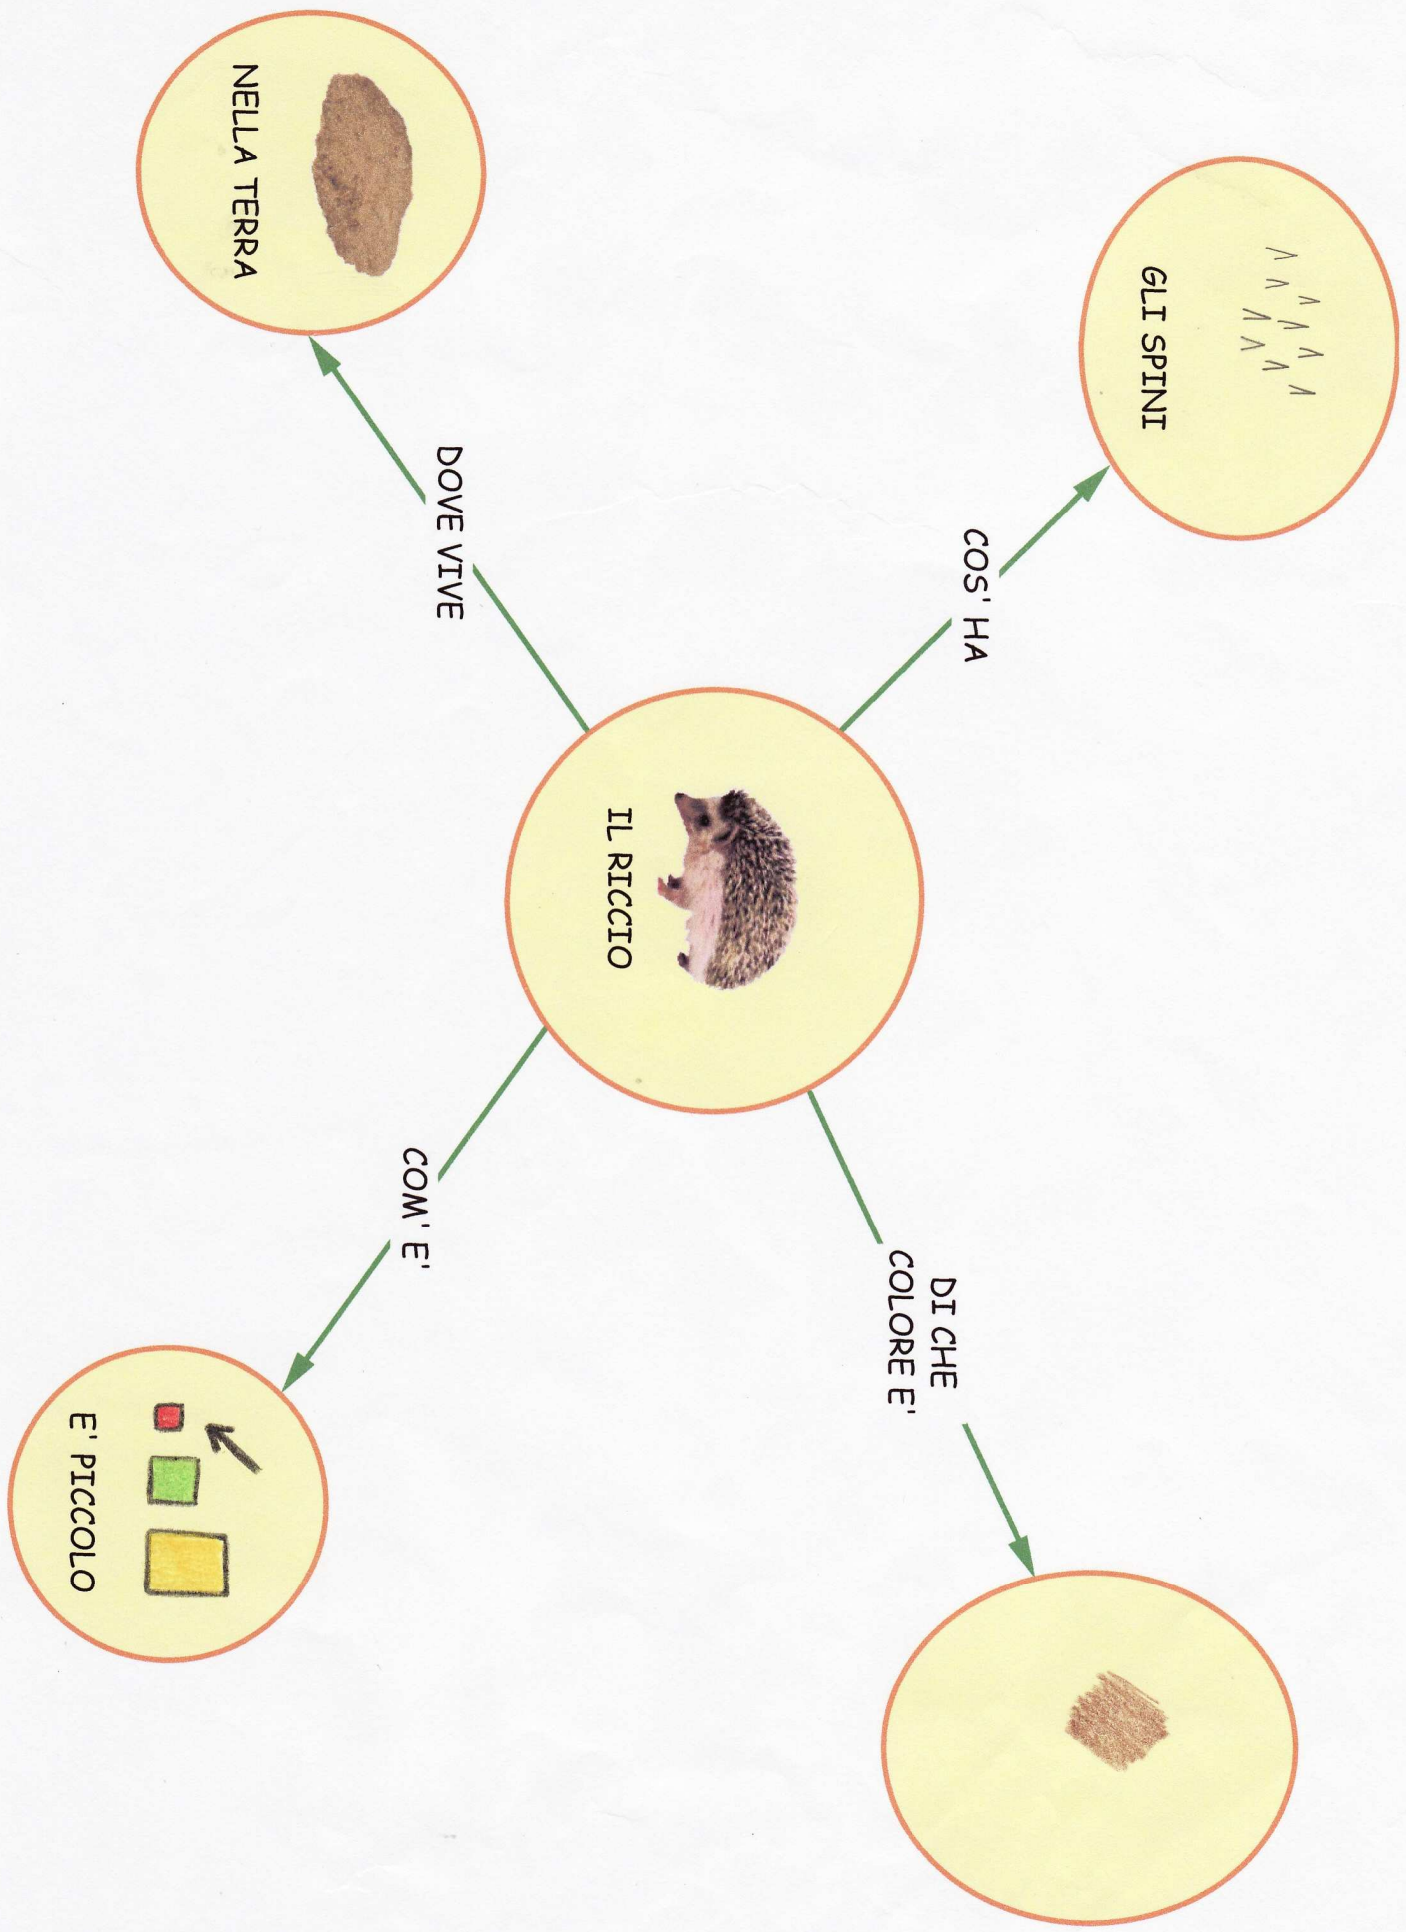 GLI SPINI
COS' HA
DI CHE
COLORE E'
IL RICCIO
DOVE VIVE
COM' E'
NELLA TERRA
E' PICCOLO